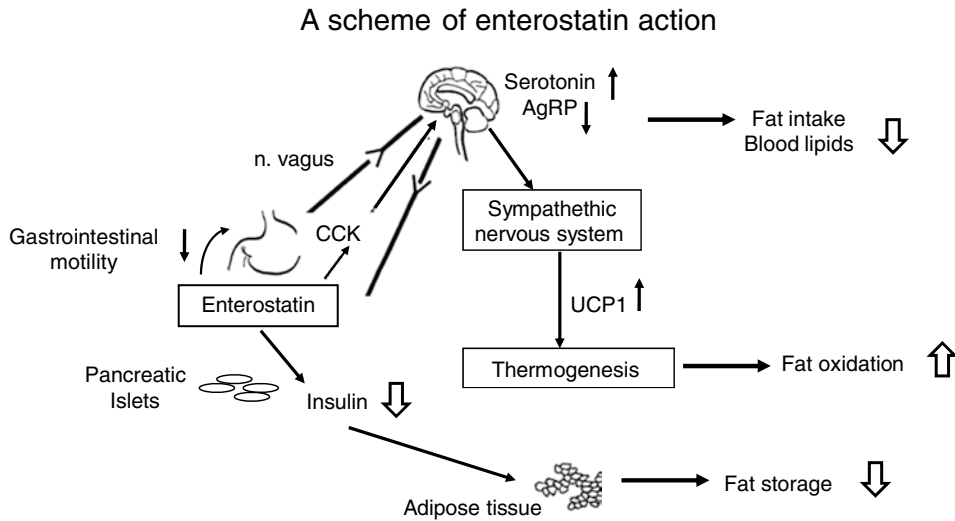 A scheme of enterostatin action
Serotonin
AgRP
Fat intake
Blood lipids
n. vagus
Sympathethic
nervous system
Gastrointestinal
motility
CCK
Enterostatin
UCP1
Thermogenesis
Fat oxidation
Pancreatic
Islets
Insulin
Adipose tissue
Fat storage